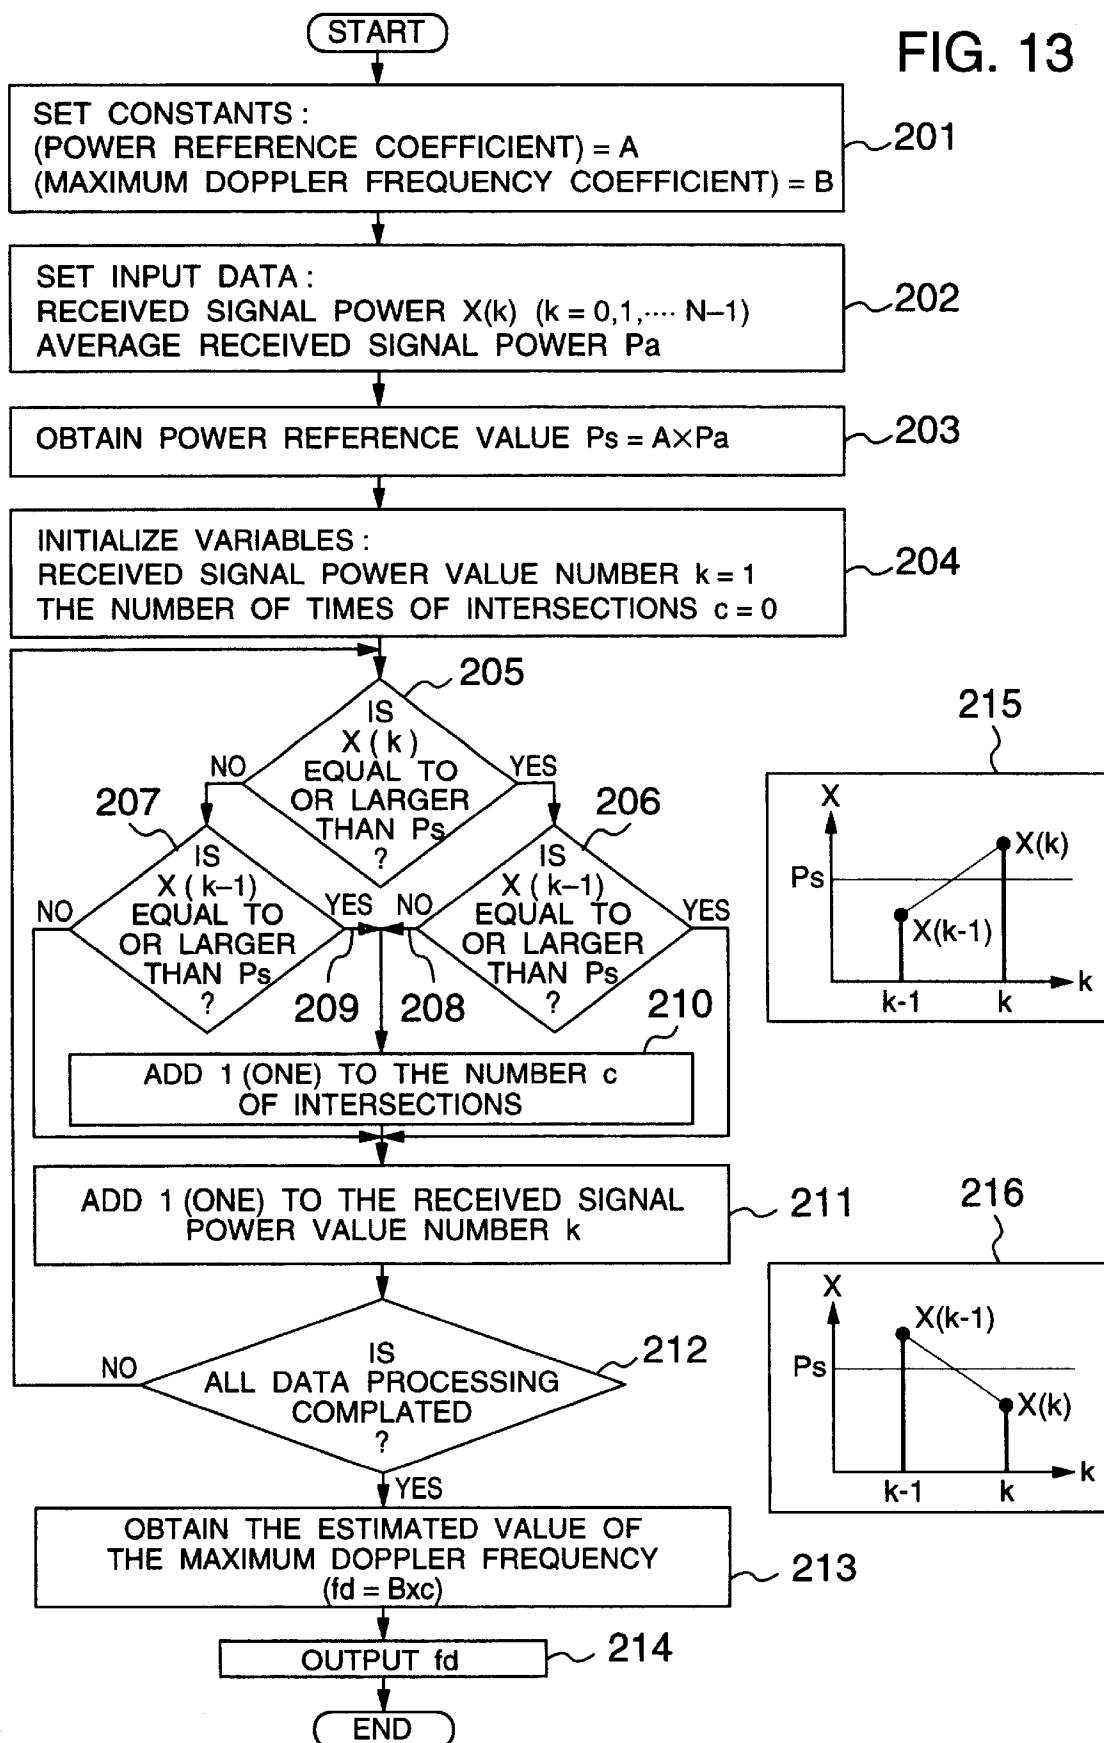 START
FIG. 13
SET CONSTANTS :
(POWER REFERENCE COEFFICIENT) = A
(MAXIMUM DOPPLER FREQUENCY COEFFICIENT) = B
201
SET INPUT DATA :
RECEIVED SIGNAL POWER X(k) (k = 0,1,···· N–1)
AVERAGE RECEIVED SIGNAL POWER Pa
202
OBTAIN POWER REFERENCE VALUE Ps = A×Pa
203
INITIALIZE VARIABLES :
RECEIVED SIGNAL POWER VALUE NUMBER k = 1
THE NUMBER OF TIMES OF INTERSECTIONS c = 0
204
205
IS
X ( k )
EQUAL TO
OR LARGER
THAN Ps
?
NO
YES
207
IS
X ( k–1)
EQUAL TO
OR LARGER
THAN Ps
?
NO
YES
206
IS
X ( k–1)
EQUAL TO
OR LARGER
THAN Ps
?
NO
YES
209
208
210
ADD 1 (ONE) TO THE NUMBER c
OF INTERSECTIONS
ADD 1 (ONE) TO THE RECEIVED SIGNAL
POWER VALUE NUMBER k
211
IS
ALL DATA PROCESSING
COMPLATED
?
212
NO
YES
OBTAIN THE ESTIMATED VALUE OF
THE MAXIMUM DOPPLER FREQUENCY
(fd = Bxc)
213
OUTPUT fd
214
END
215
X
X(k)
Ps
X(k-1)
k-1
k
k
216
X
X(k-1)
Ps
X(k)
k-1
k
k